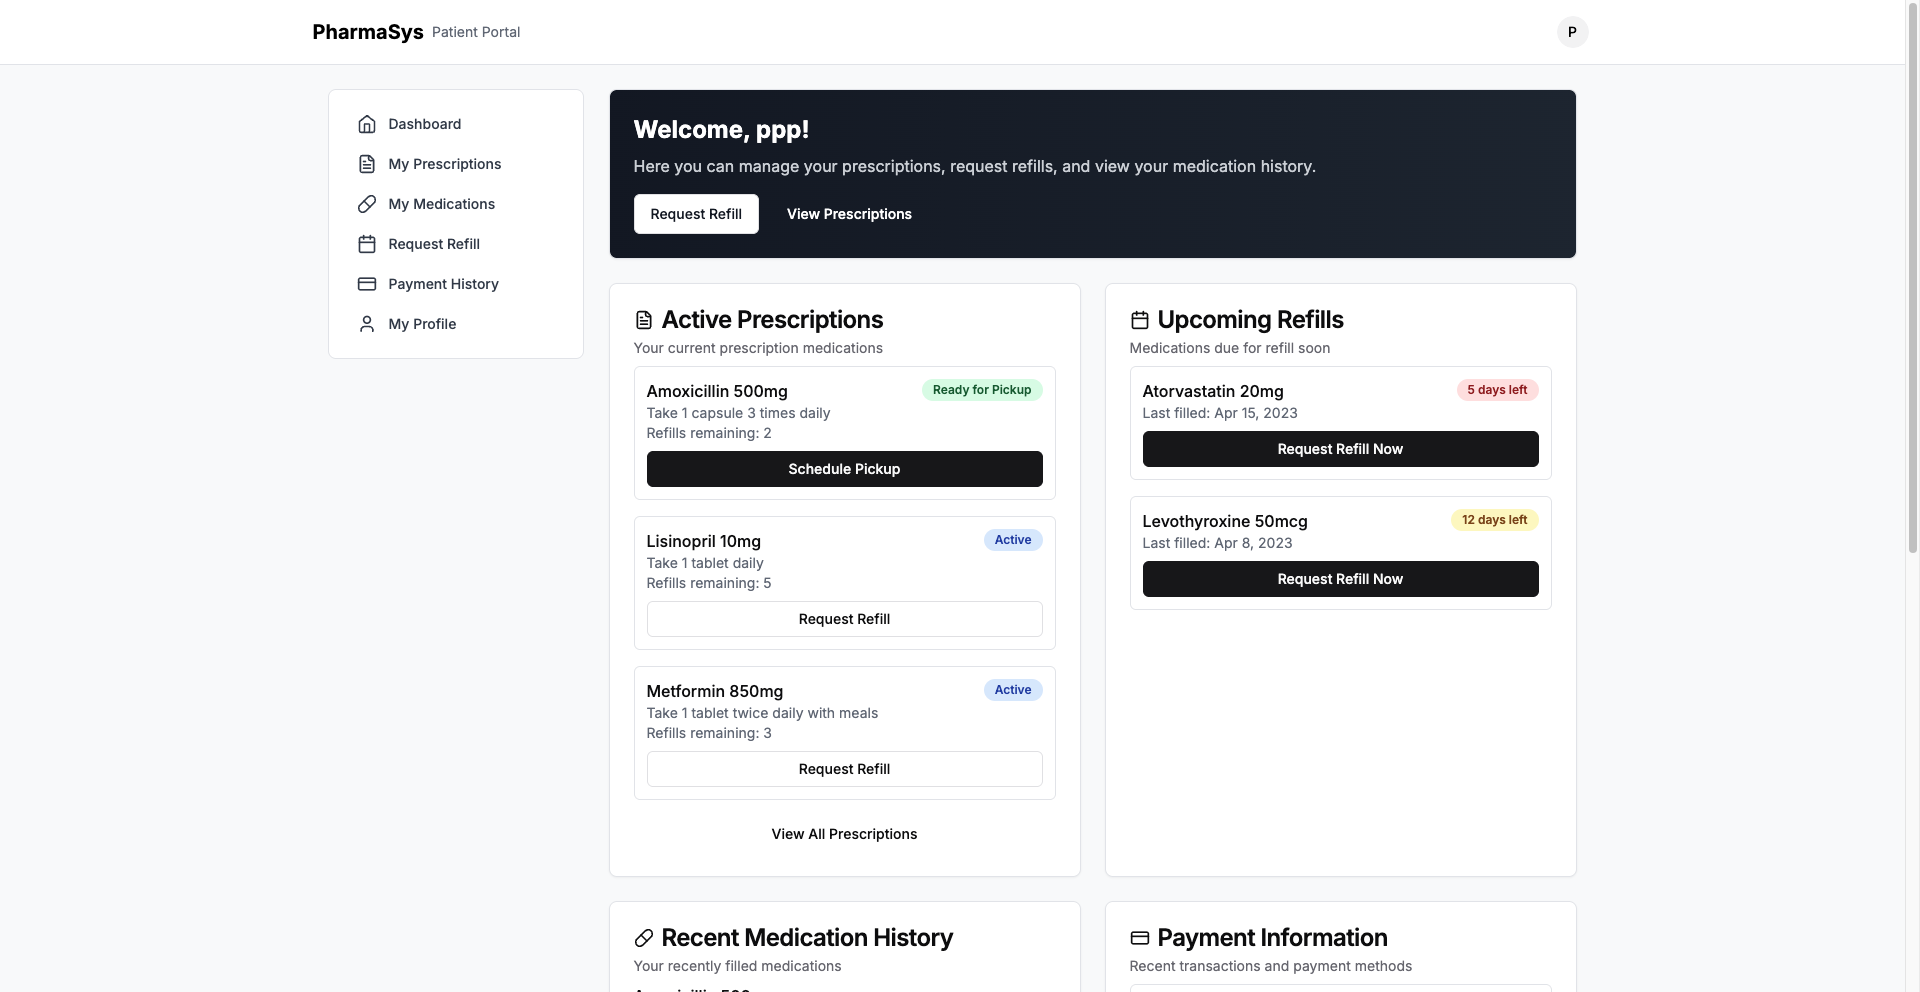 PharmaSys Patient Portal
P
Dashboard
My Prescriptions
My Medications
Request Refill
Payment History
My Profile
Welcome, ppp!
Here you can manage your prescriptions, request refills, and view your medication history.
Request Refill
View Prescriptions
Active Prescriptions
Your current prescription medications
Amoxicillin 500mg
Ready for Pickup
Take 1 capsule 3 times daily
Refills remaining: 2
Schedule Pickup
Lisinopril 10mg
Active
Take 1 tablet daily
Refills remaining: 5
Request Refill
Metformin 850mg
Active
Take 1 tablet twice daily with meals
Refills remaining: 3
Request Refill
View All Prescriptions
Upcoming Refills
Medications due for refill soon
Atorvastatin 20mg
5 days left
Last filled: Apr 15, 2023
Request Refill Now
Levothyroxine 50mcg
12 days left
Last filled: Apr 8, 2023
Request Refill Now
Recent Medication History
Your recently filled medications
Payment Information
Recent transactions and payment methods